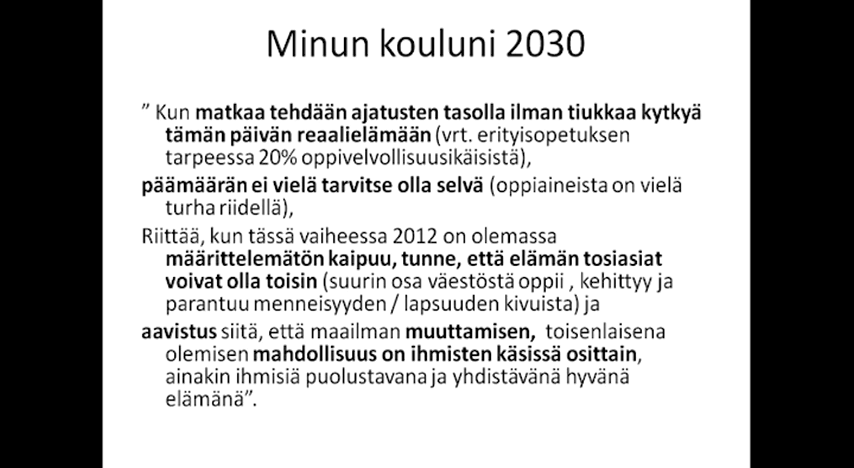 Minun kouluni 2030
” Kun matkaa tehdään ajatusten tasolla ilman tiukkaa kytkyä
tämän päivän reaalielämään (vrt. erityisopetuksen
tarpeessa 20% oppivelvollisuusikäisistä),
päämäärän ei vielä tarvitse olla selvä (oppiaineista on vielä
turha riidellä),
Riittää, kun tässä vaiheessa 2012 on olemassa
määrittelemätön kaipuu, tunne, että elämän tosiasiat
voivat olla toisin (suurin osa väestöstä oppii , kehittyy ja
parantuu menneisyyden / lapsuuden kivuista) ja
aavistus siitä, että maailman muuttamisen, toisenlaisena
olemisen mahdollisuus on ihmisten käsissä osittain,
ainakin ihmisiä puolustavana ja yhdistävänä hyvänä
elämänä”.